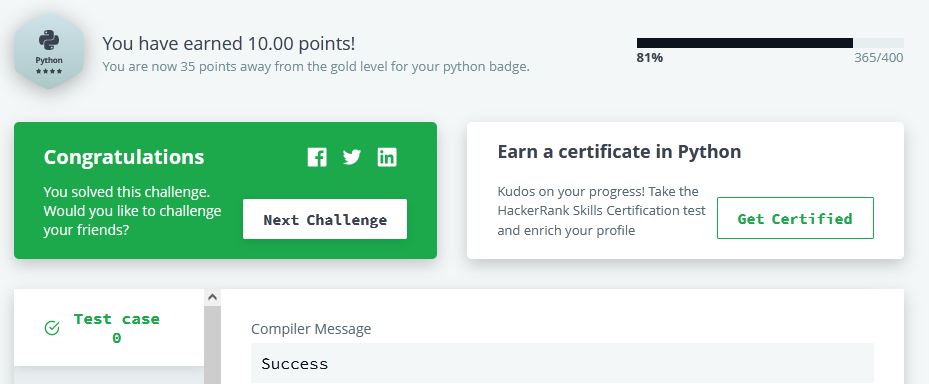 Python
You have earned 10.00 points!
You are now 35 points away from the gold level for your python badge.
81%
365/400
Congratulations
You solved this challenge.
Would you like to challenge
your friends?
Next Challenge
Earn a certificate in Python
Kudos on your progress! Take the
HackerRank Skills Certification test
and enrich your profile
Get Certified
Test case
0
Compiler Message
Success